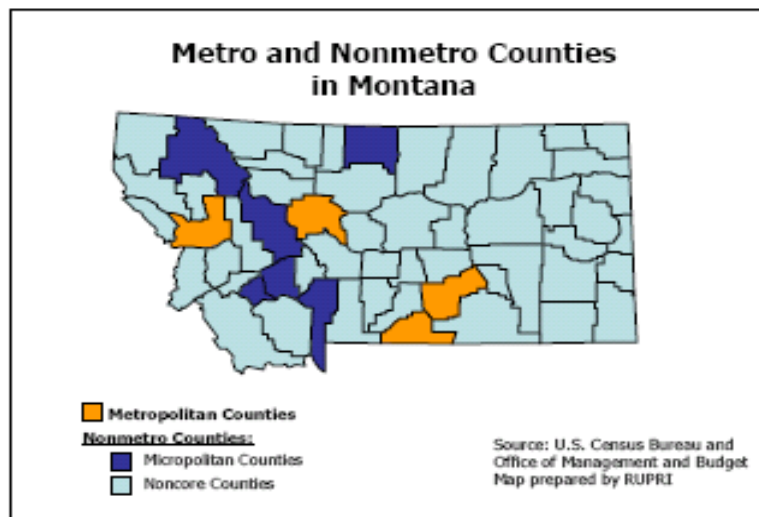 Metro and Nonmetro Counties
in Montana
Metropolitan Counties
Nonmetro Counties:
Micropolitan Counties
Noncore Counties
Source: U.S. Census Bureau and
Office of Management and Budget
Map prepared by RUPRI